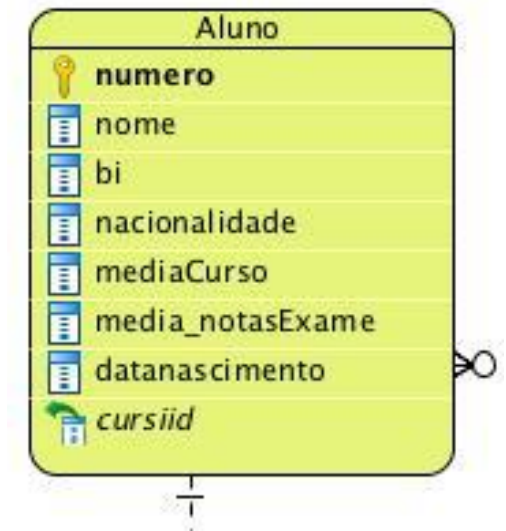 Aluno
numero
nome
bi
nacionalidade
mediaCurso
media_notasExame
datanascimento
cursiid